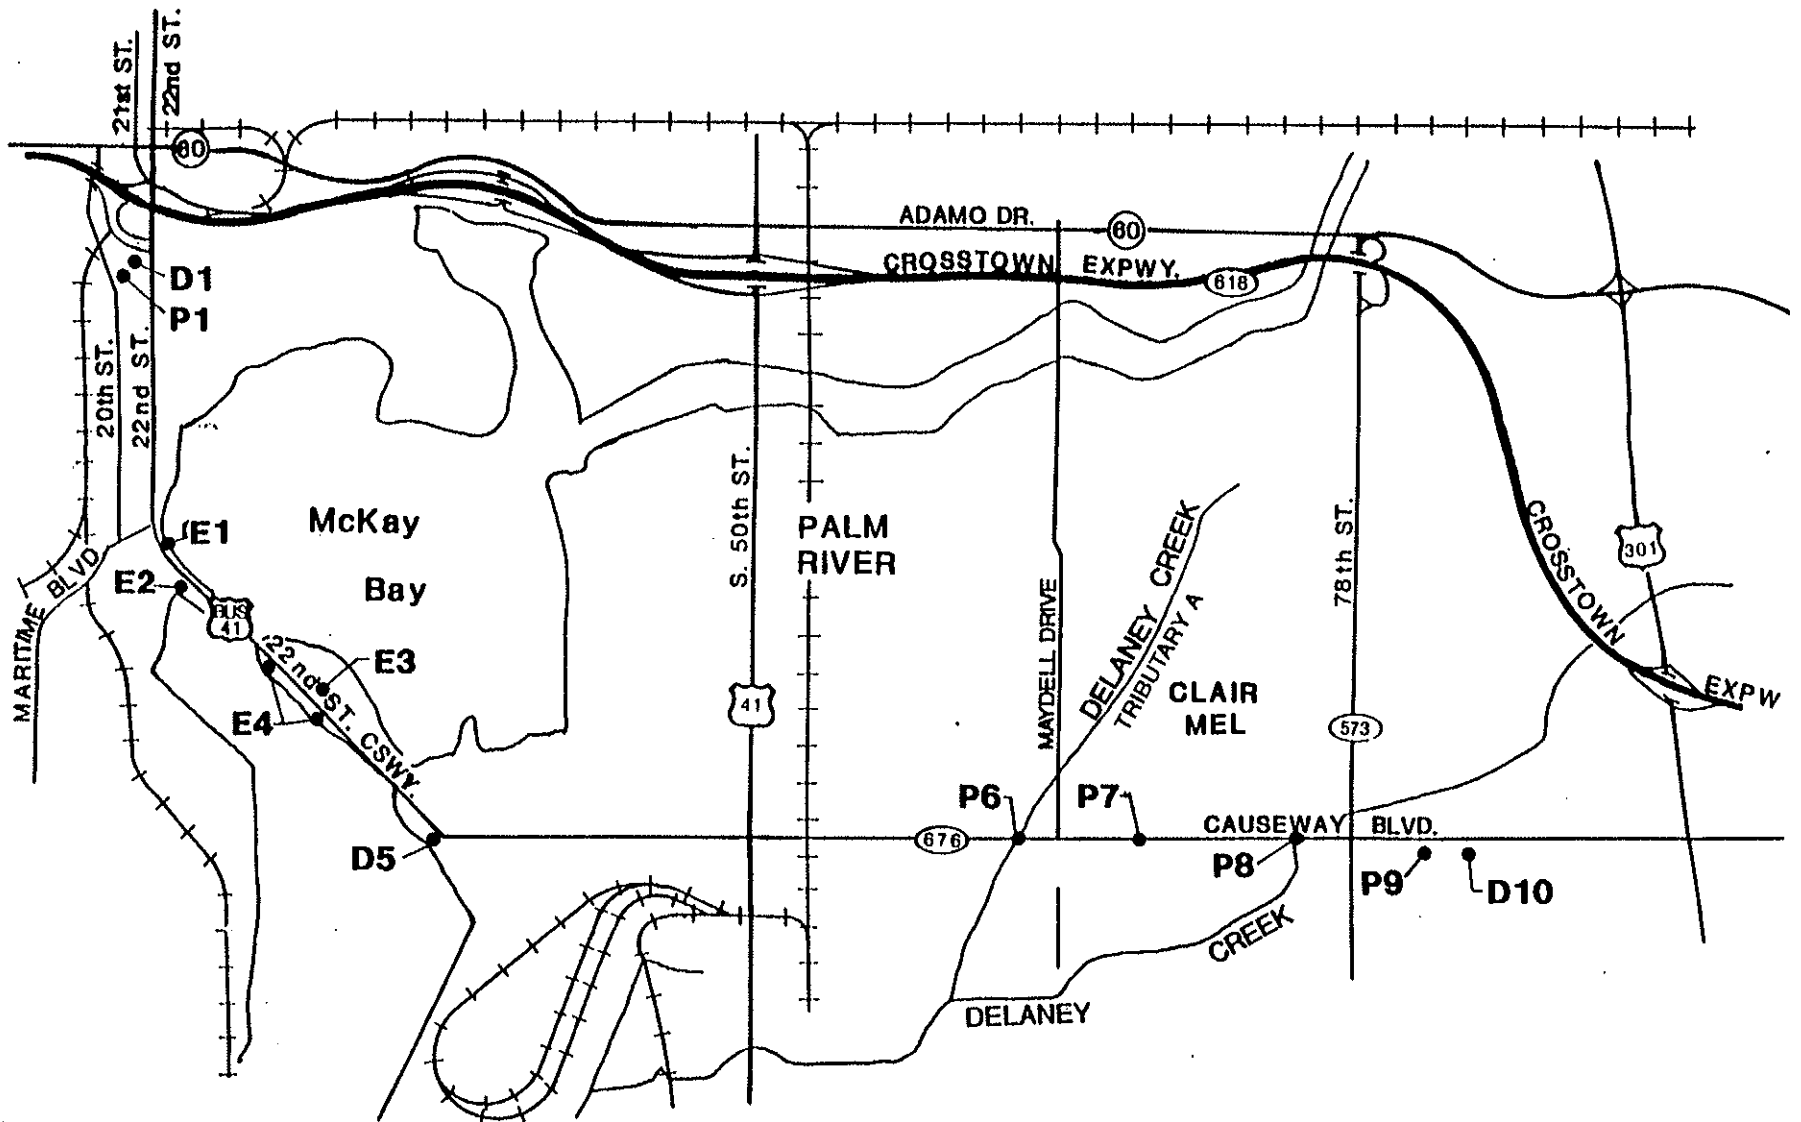 21st ST.
22nd ST.
60
ADAMO DR.
60
CROSSTOWN EXPWY.
618
D1
P1
20th ST.
22nd ST.
McKay
Bay
E1
E2
MARITIME BLVD
BUS
41
22nd ST. CSWY.
E3
E4
D5
S. 50th ST.
41
PALM
RIVER
MAYDELL DRIVE
DELANEY CREEK
TRIBUTARY A
CLAIR
MEL
78th ST.
573
CROSSTOWN
EXPW
301
P6
P7
676
CAUSEWAY BLVD.
P8
P9
D10
DELANEY
CREEK